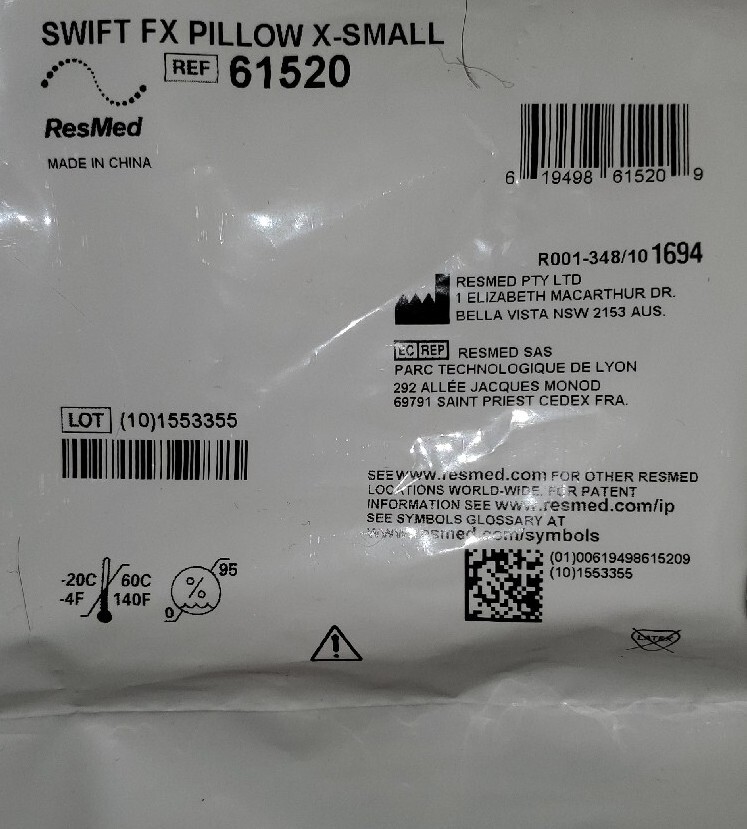 SWIFT FX PILLOW X-SMALL
REF 61520
ResMed
MADE IN CHINA
6 19498 61520 9
R001-348/10 1694
RESMED PTY LTD
1 ELIZABETH MACARTHUR DR.
BELLA VISTA NSW 2153 AUS.
EC REP RESMED SAS
PARC TECHNOLOGIQUE DE LYON
292 ALLÉE JACQUES MONOD
69791 SAINT PRIEST CEDEX FRA.
LOT (10)1553355
SEE www.resmed.com FOR OTHER RESMED
LOCATIONS WORLD-WIDE. FOR PATENT
INFORMATION SEE www.resmed.com/ip
SEE SYMBOLS GLOSSARY AT
www.resmed.com/symbols
(01)00619498615209
(10)1553355
-20C 60C
-4F 140F
% 95
0
!
LATEX